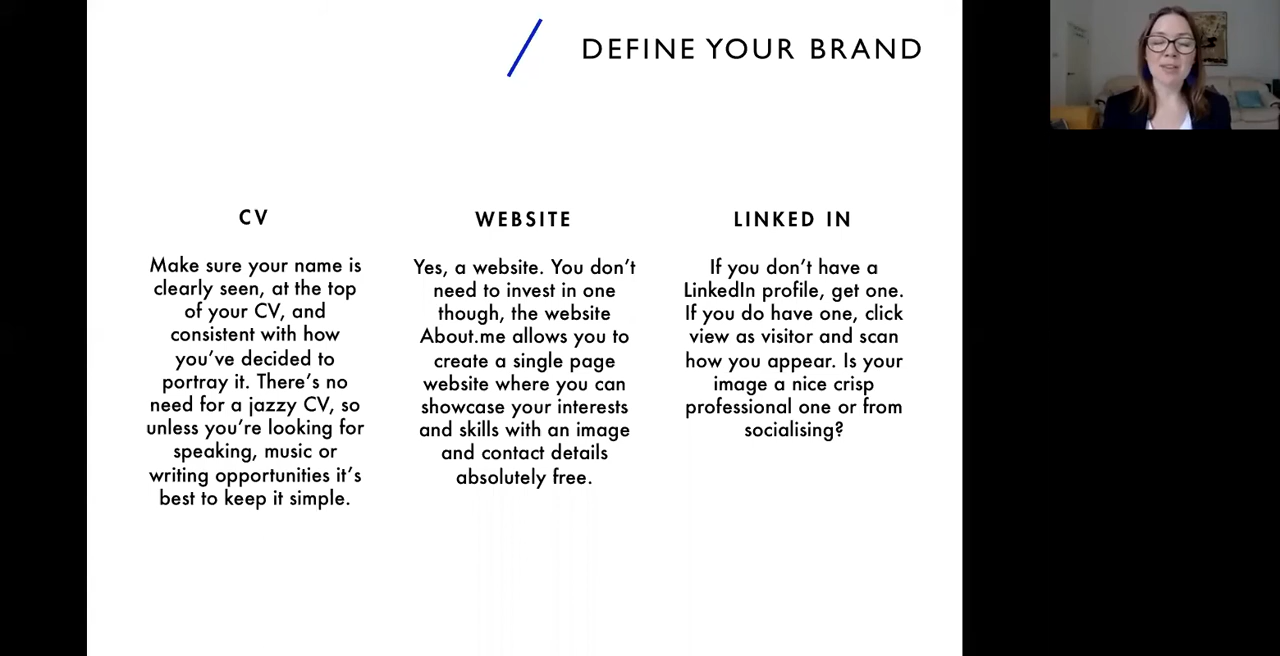 DEFINE YOUR BRAND
CV
Make sure your name is
clearly seen, at the top
of your CV, and
consistent with how
you've decided to
portray it. There's no
need for a jazzy CV, so
unless you're looking for
speaking, music or
writing opportunities it's
best to keep it simple.
WEBSITE
Yes, a website. You don't
need to invest in one
though, the website
About.me allows you to
create a single page
website where you can
showcase your interests
and skills with an image
and contact details
absolutely free.
LINKED IN
If you don't have a
LinkedIn profile, get one.
If you do have one, click
view as visitor and scan
how you appear. Is your
image a nice crisp
professional one or from
socialising?